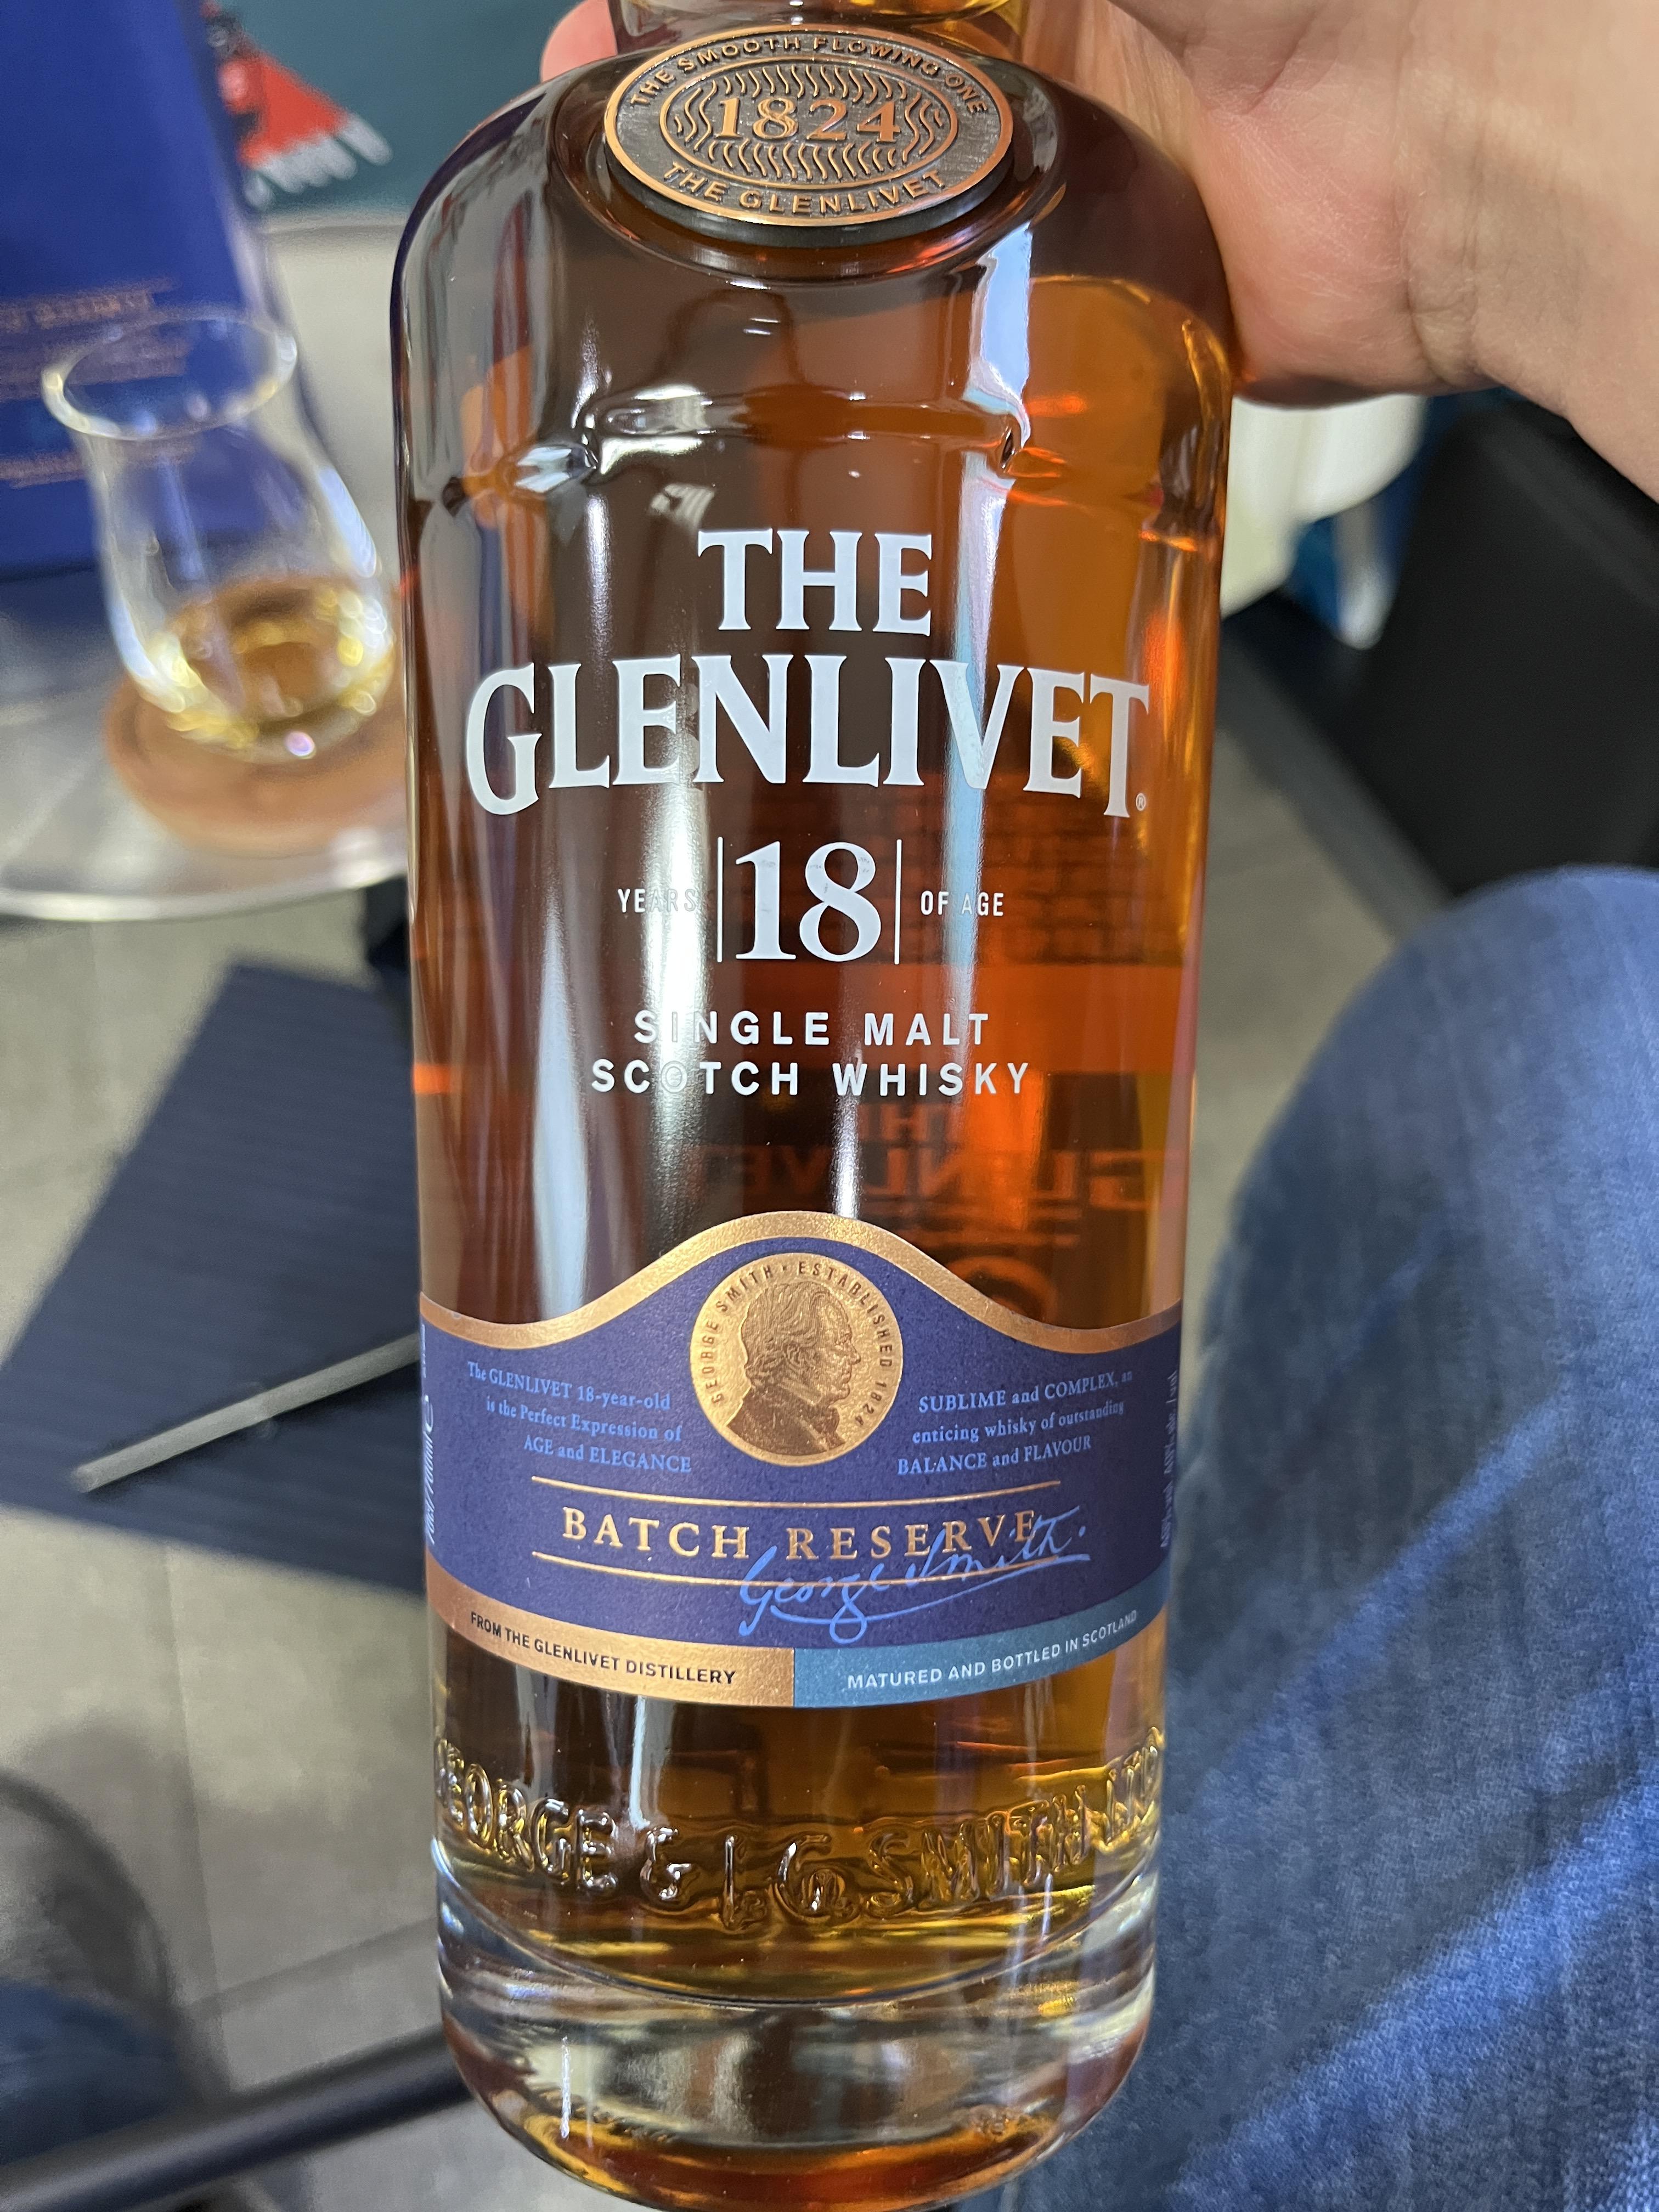 THE SMOOTH FLOWING ONE
1824
THE GLENLIVET
THE
GLENLIVET®
YEARS 18 OF AGE
SINGLE MALT
SCOTCH WHISKY
GEORGE SMITH · ESTABLISHED 1824
The GLENLIVET 18-year-old
is the Perfect Expression of
AGE and ELEGANCE
SUBLIME and COMPLEX, an
enticing whisky of outstanding
BALANCE and FLAVOUR
BATCH RESERVE
George Smith.
FROM THE GLENLIVET DISTILLERY
MATURED AND BOTTLED IN SCOTLAND
GEORGE & J. G. SMITH LTD